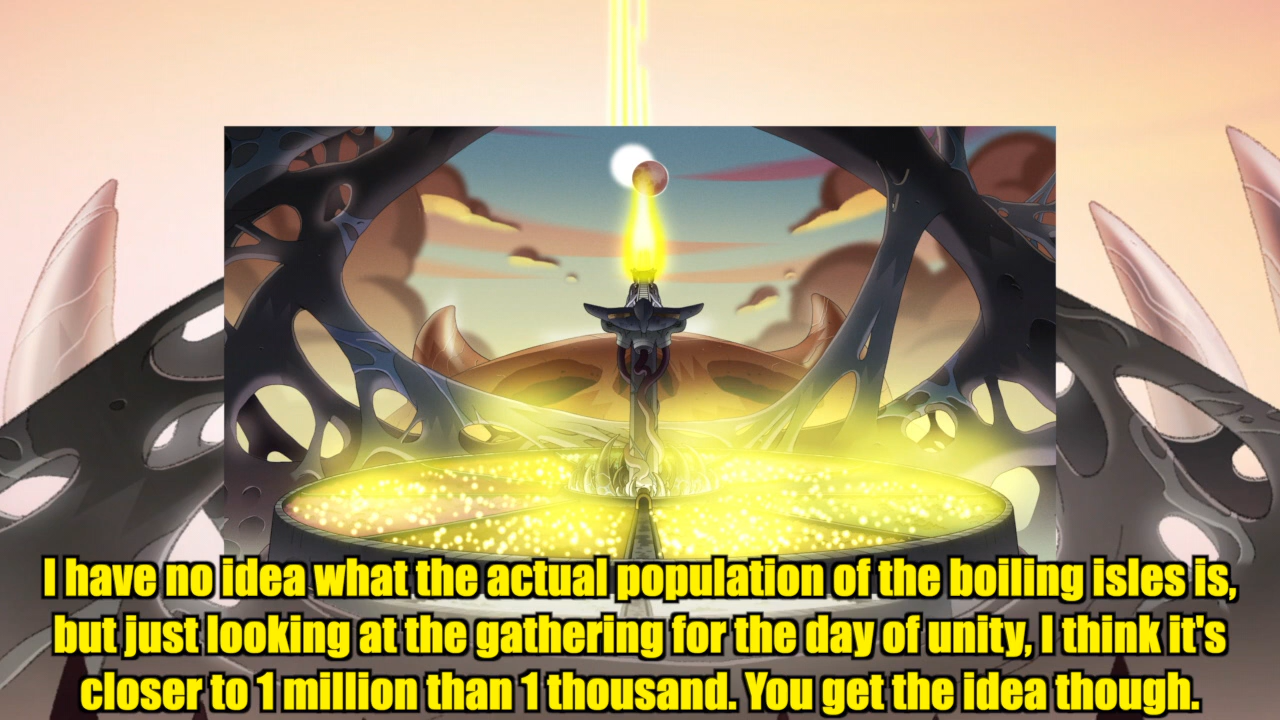 I have no idea what the actual population of the boiling isles is,
but just looking at the gathering for the day of unity, I think it's
closer to 1 million than 1 thousand. You get the idea though.